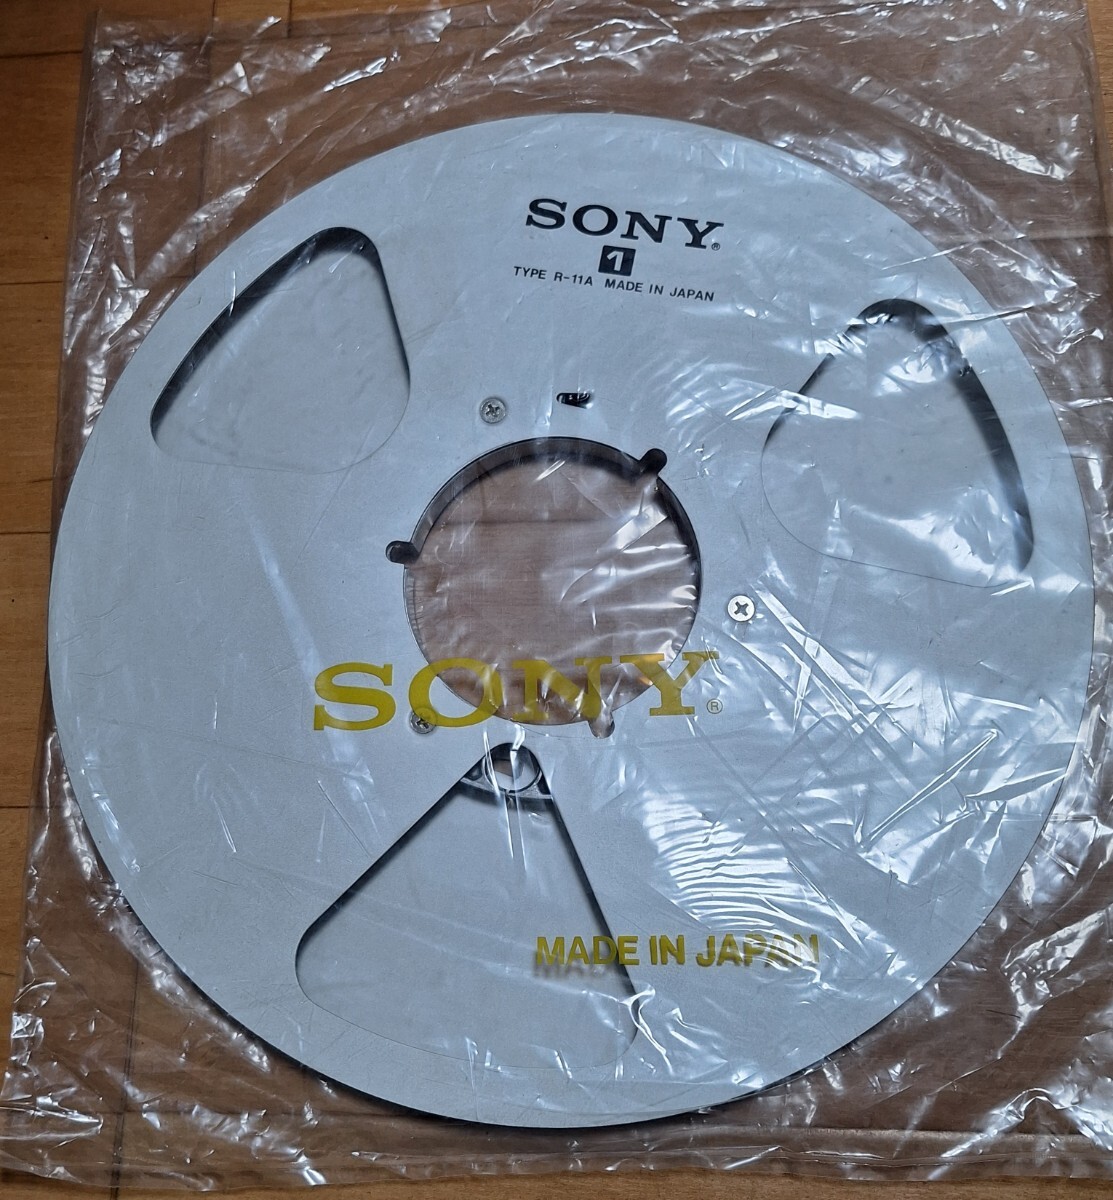 SONY®
1
TYPE R-11A MADE IN JAPAN
SONY®
MADE IN JAPAN